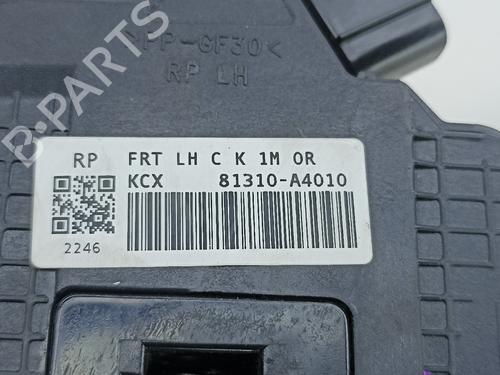 >PP-GF30<
RP LH
B-PARTS
RP FRT LH C K 1M OR
KCX 81310-A4010
2246